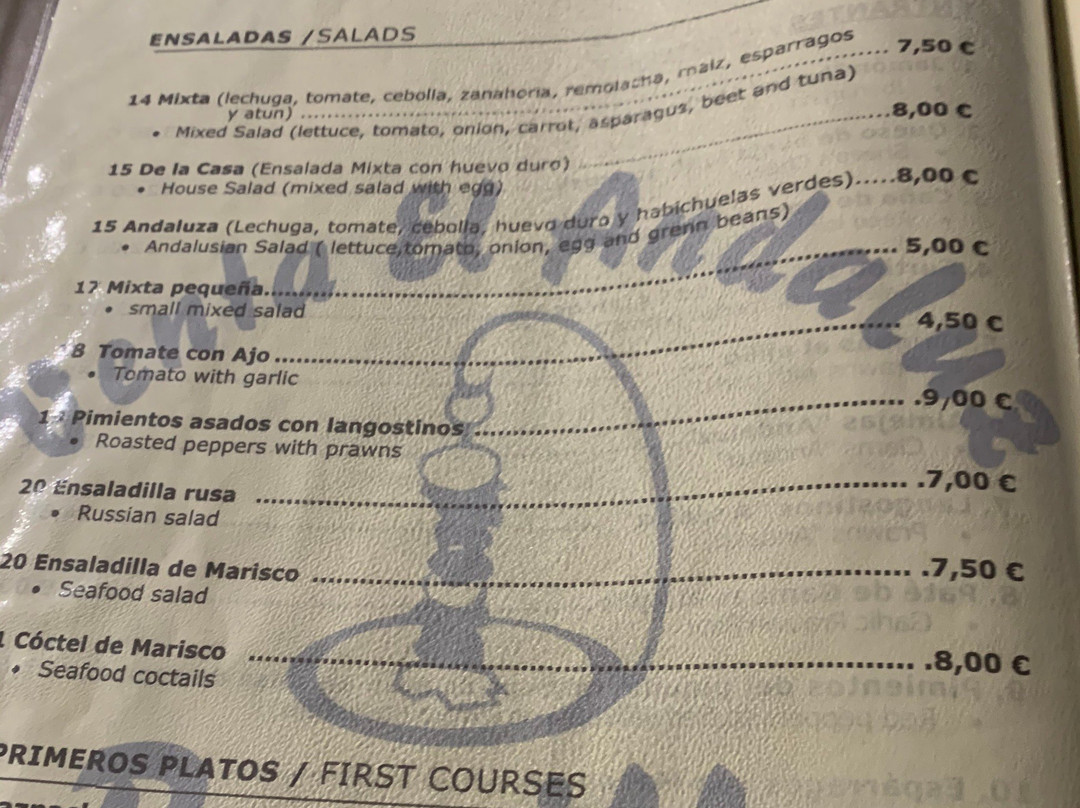 ENSALADAS /SALADS
14 Mixta (lechuga, tomate, cebolla, zanahoria, remolacha, maiz, esparragos
y atun) ........................................ 7,50 €
• Mixed Salad (lettuce, tomato, onion, carrot, asparagus, beet and tuna)
15 De la Casa (Ensalada Mixta con huevo duro) ........................................8,00 €
• House Salad (mixed salad with egg)
15 Andaluza (Lechuga, tomate, cebolla, huevo duro y habichuelas verdes).....8,00 €
• Andalusian Salad ( lettuce,tomato, onion, egg and grenn beans)
17 Mixta pequeña........................................ 5,00 €
• small mixed salad
8 Tomate con Ajo ........................................ 4,50 €
• Tomato with garlic
Pimientos asados con langostinos ........................................ .9,00 €
• Roasted peppers with prawns
20 Ensaladilla rusa ........................................ .7,00 €
• Russian salad
20 Ensaladilla de Marisco ........................................ .7,50 €
• Seafood salad
Cóctel de Marisco ........................................ .8,00 €
• Seafood coctails
Venta El Andaluz
PRIMEROS PLATOS / FIRST COURSES